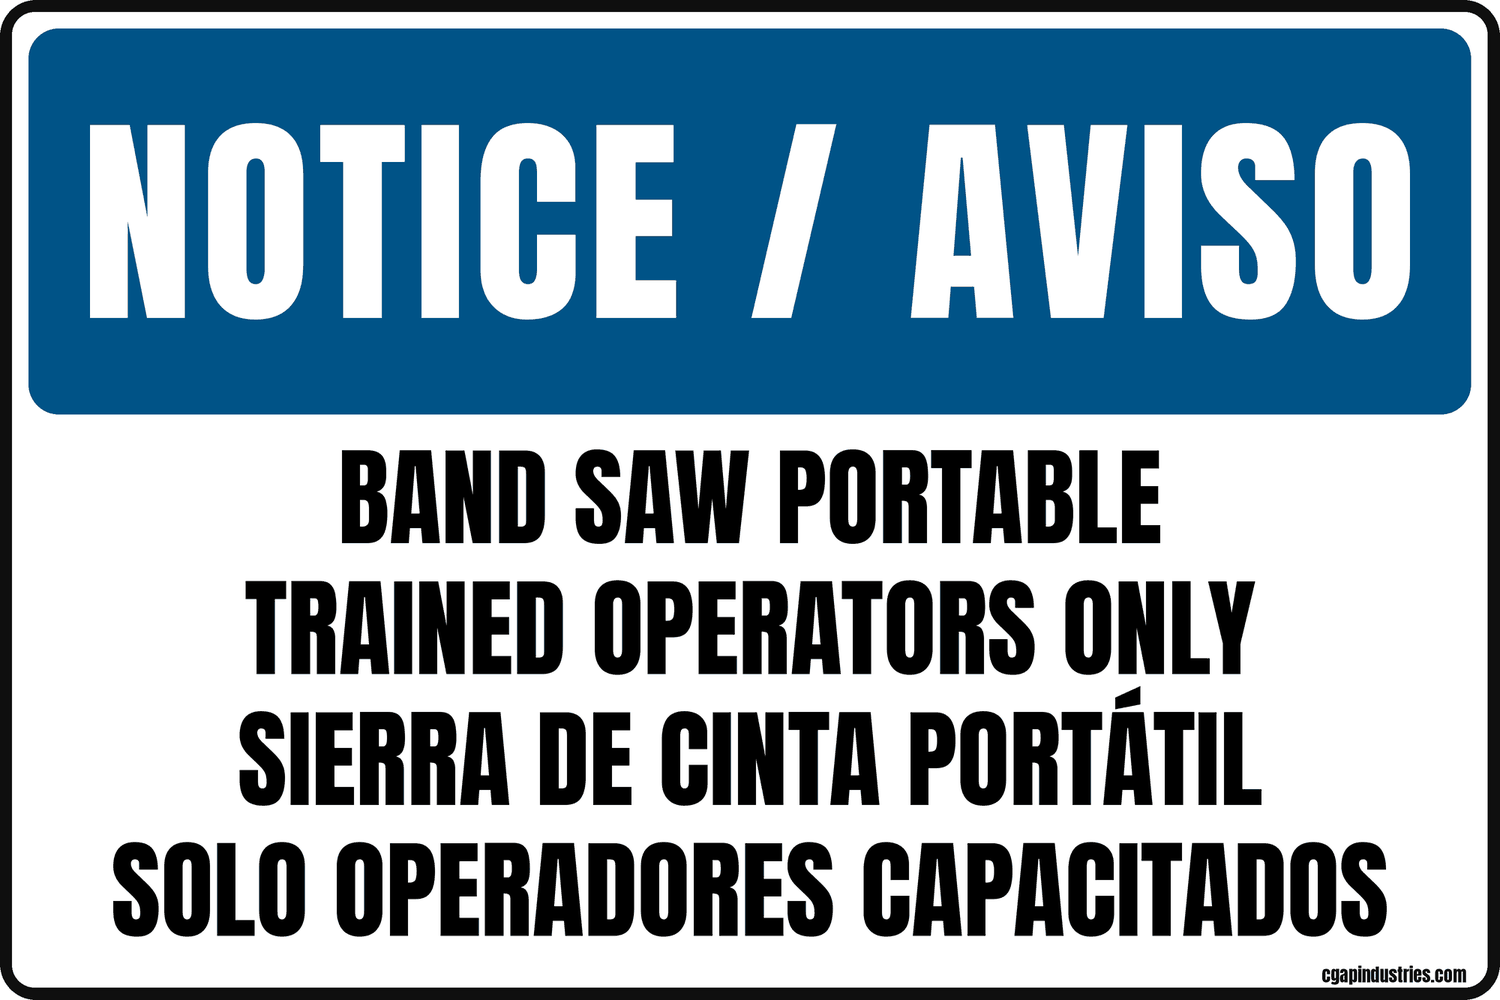 NOTICE / AVISO
BAND SAW PORTABLE
TRAINED OPERATORS ONLY
SIERRA DE CINTA PORTÁTIL
SOLO OPERADORES CAPACITADOS
cgapindustries.com